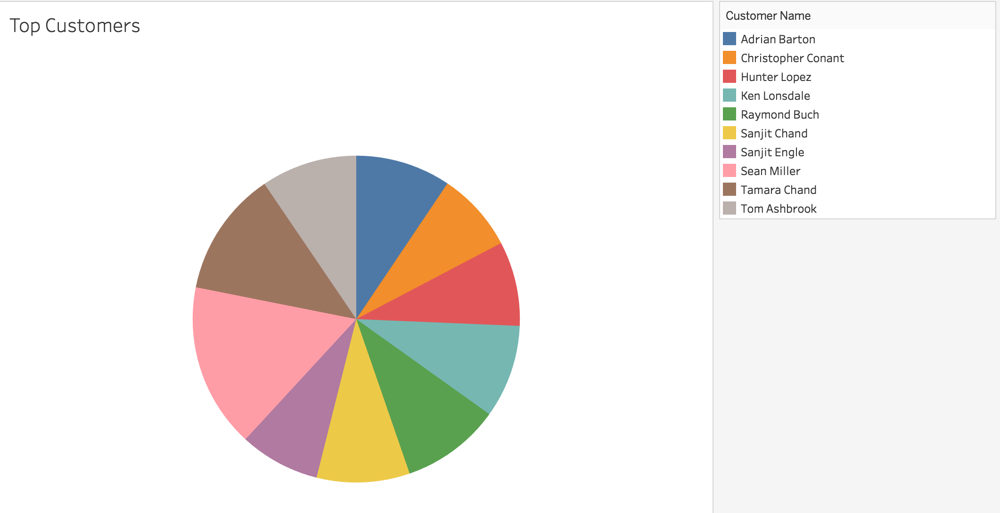 Top Customers
Customer Name
Adrian Barton
Christopher Conant
Hunter Lopez
Ken Lonsdale
Raymond Buch
Sanjit Chand
Sanjit Engle
Sean Miller
Tamara Chand
Tom Ashbrook